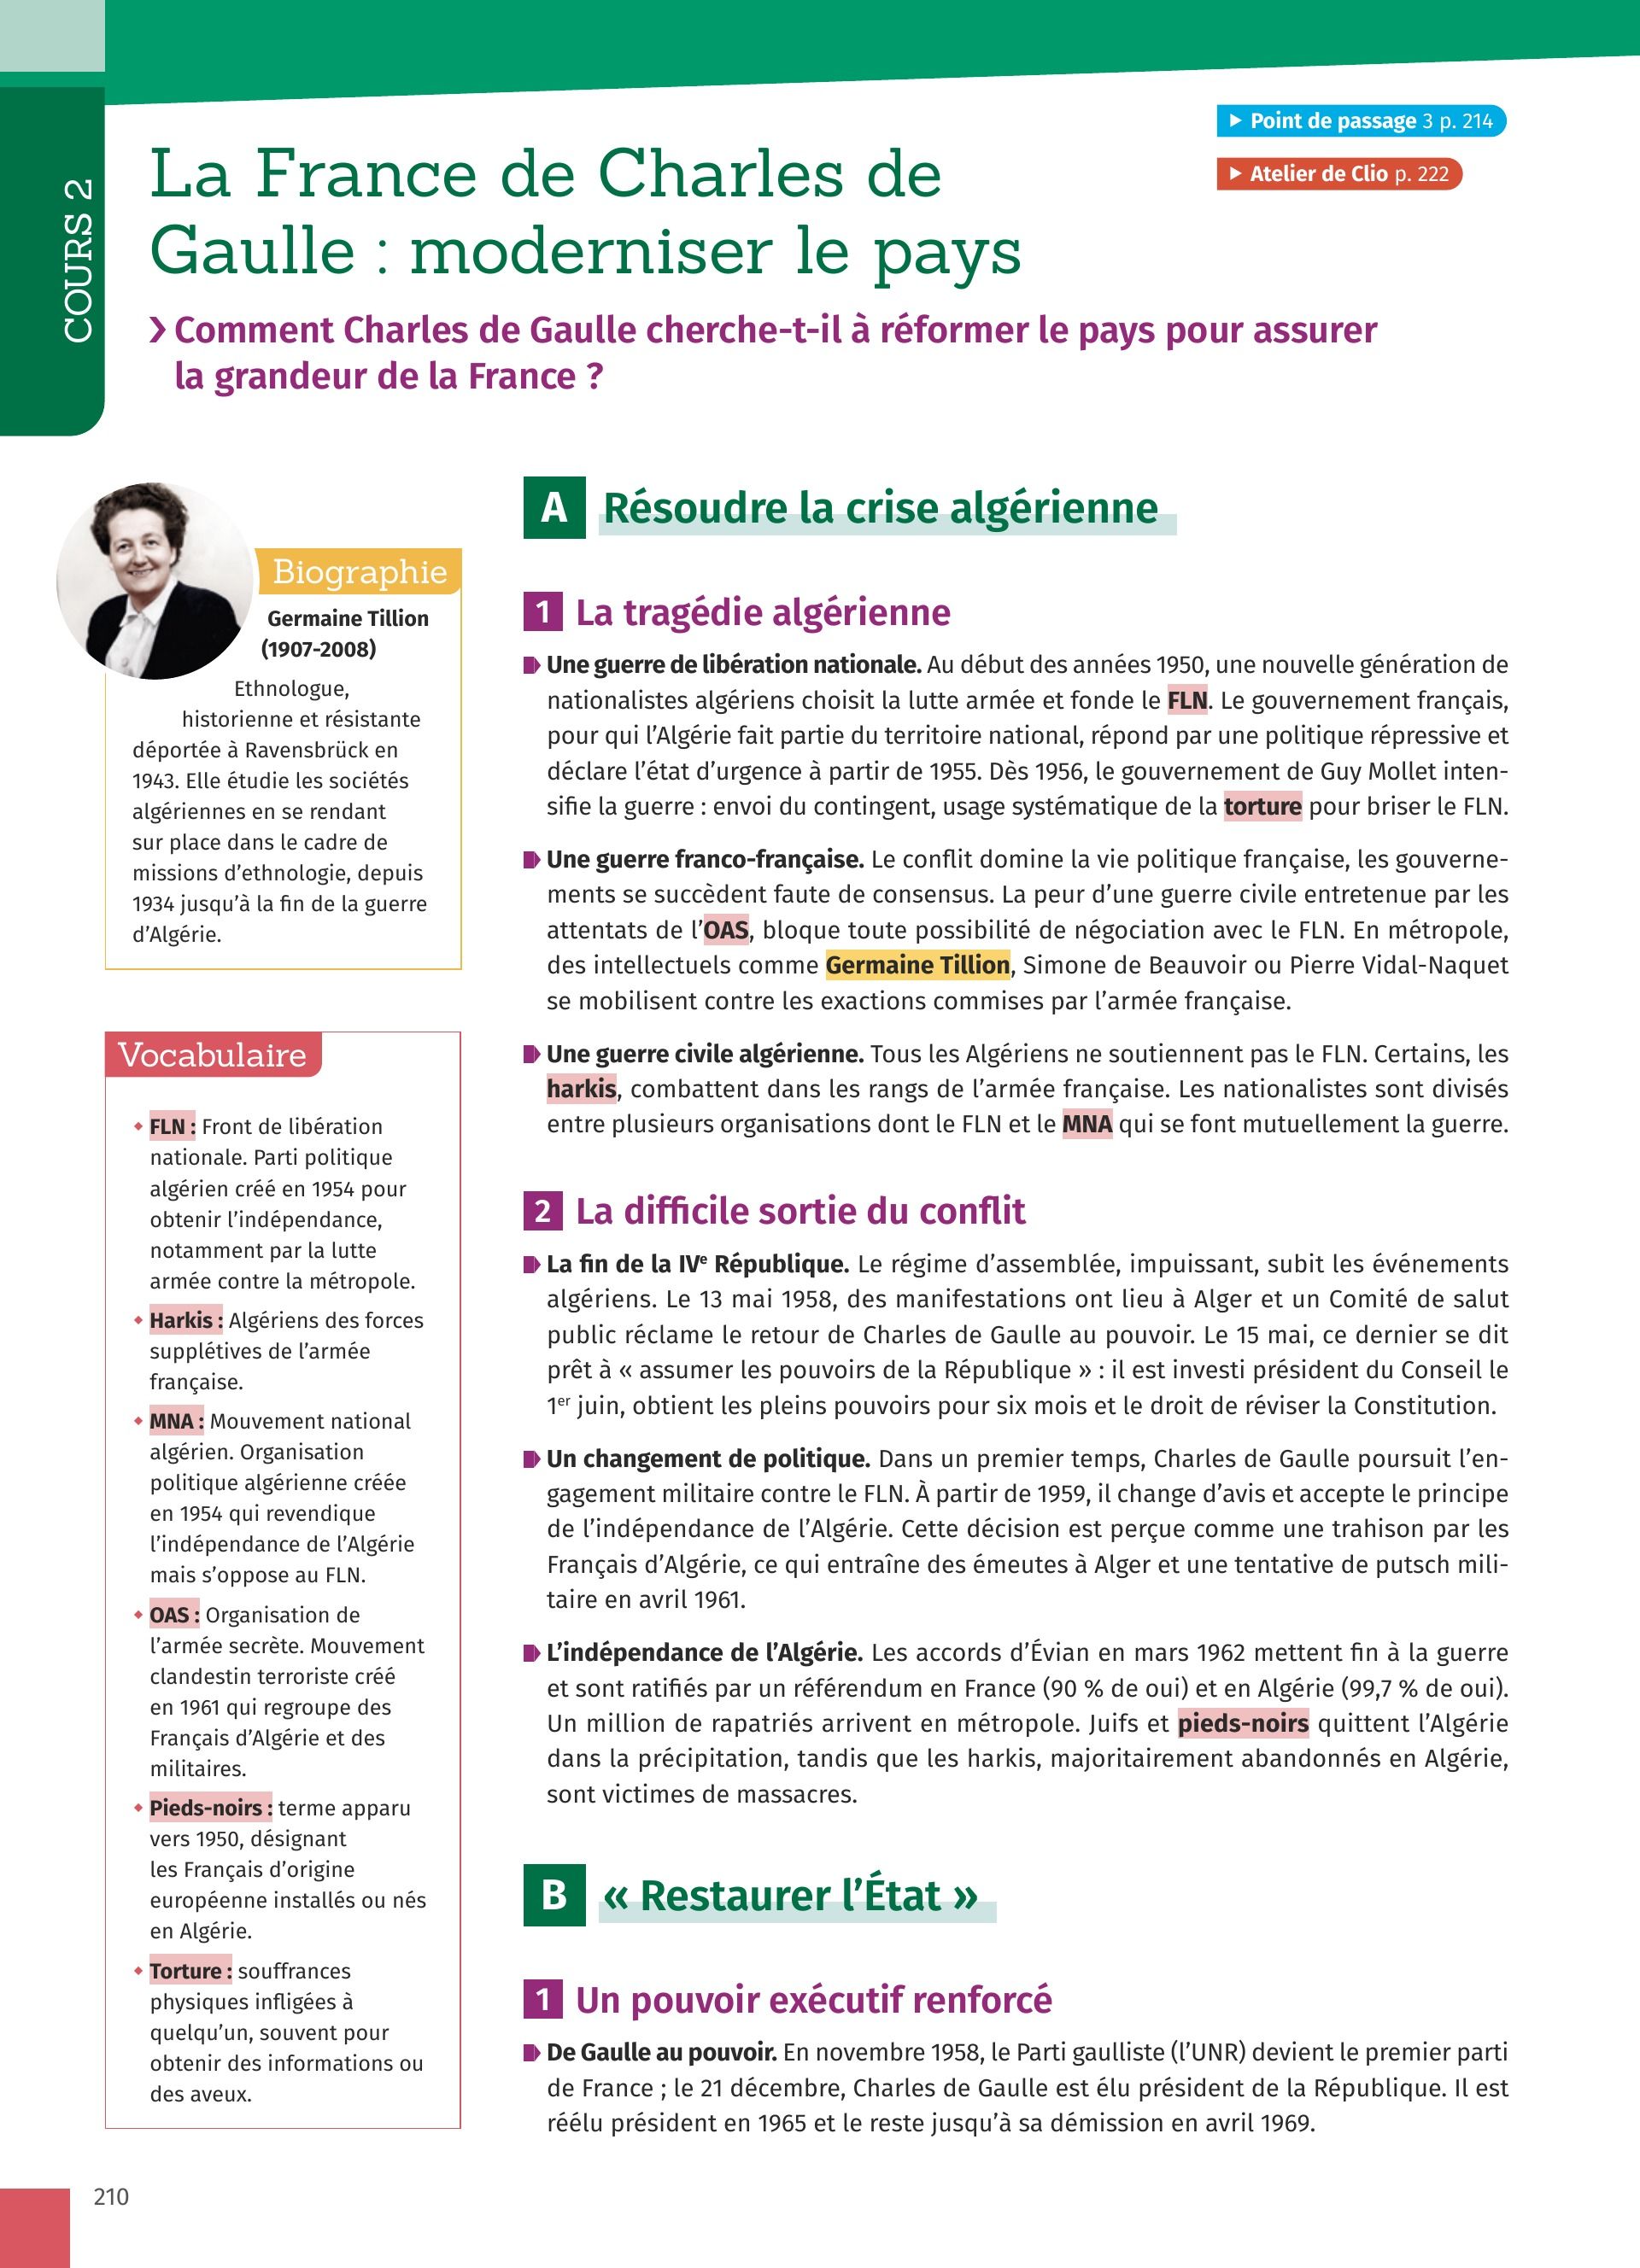 COURS 2
Point de passage 3 p. 214
Atelier de Clio p. 222
La France de Charles de
Gaulle : moderniser le pays
Comment Charles de Gaulle cherche-t-il à réformer le pays pour assurer
la grandeur de la France ?
Biographie
Germaine Tillion
(1907-2008)
Ethnologue,
historienne et résistante
déportée à Ravensbrück en
1943. Elle étudie les sociétés
algériennes en se rendant
sur place dans le cadre de
missions d’ethnologie, depuis
1934 jusqu’à la fin de la guerre
d’Algérie.
Vocabulaire
FLN : Front de libération
nationale. Parti politique
algérien créé en 1954 pour
obtenir l’indépendance,
notamment par la lutte
armée contre la métropole.
Harkis : Algériens des forces
supplétives de l’armée
française.
MNA : Mouvement national
algérien. Organisation
politique algérienne créée
en 1954 qui revendique
l’indépendance de l’Algérie
mais s’oppose au FLN.
OAS : Organisation de
l’armée secrète. Mouvement
clandestin terroriste créé
en 1961 qui regroupe des
Français d’Algérie et des
militaires.
Pieds-noirs : terme apparu
vers 1950, désignant
les Français d’origine
européenne installés ou nés
en Algérie.
Torture : souffrances
physiques infligées à
quelqu’un, souvent pour
obtenir des informations ou
des aveux.
A Résoudre la crise algérienne
1 La tragédie algérienne
Une guerre de libération nationale. Au début des années 1950, une nouvelle génération de
nationalistes algériens choisit la lutte armée et fonde le FLN. Le gouvernement français,
pour qui l’Algérie fait partie du territoire national, répond par une politique répressive et
déclare l’état d’urgence à partir de 1955. Dès 1956, le gouvernement de Guy Mollet inten-
sifie la guerre : envoi du contingent, usage systématique de la torture pour briser le FLN.
Une guerre franco-française. Le conflit domine la vie politique française, les gouverne-
ments se succèdent faute de consensus. La peur d’une guerre civile entretenue par les
attentats de l’OAS, bloque toute possibilité de négociation avec le FLN. En métropole,
des intellectuels comme Germaine Tillion, Simone de Beauvoir ou Pierre Vidal-Naquet
se mobilisent contre les exactions commises par l’armée française.
Une guerre civile algérienne. Tous les Algériens ne soutiennent pas le FLN. Certains, les
harkis, combattent dans les rangs de l’armée française. Les nationalistes sont divisés
entre plusieurs organisations dont le FLN et le MNA qui se font mutuellement la guerre.
2 La difficile sortie du conflit
La fin de la IVe République. Le régime d’assemblée, impuissant, subit les événements
algériens. Le 13 mai 1958, des manifestations ont lieu à Alger et un Comité de salut
public réclame le retour de Charles de Gaulle au pouvoir. Le 15 mai, ce dernier se dit
prêt à « assumer les pouvoirs de la République » : il est investi président du Conseil le
1er juin, obtient les pleins pouvoirs pour six mois et le droit de réviser la Constitution.
Un changement de politique. Dans un premier temps, Charles de Gaulle poursuit l’en-
gagement militaire contre le FLN. À partir de 1959, il change d’avis et accepte le principe
de l’indépendance de l’Algérie. Cette décision est perçue comme une trahison par les
Français d’Algérie, ce qui entraîne des émeutes à Alger et une tentative de putsch mili-
taire en avril 1961.
L’indépendance de l’Algérie. Les accords d’Évian en mars 1962 mettent fin à la guerre
et sont ratifiés par un référendum en France (90 % de oui) et en Algérie (99,7 % de oui).
Un million de rapatriés arrivent en métropole. Juifs et pieds-noirs quittent l’Algérie
dans la précipitation, tandis que les harkis, majoritairement abandonnés en Algérie,
sont victimes de massacres.
B « Restaurer l’État »
1 Un pouvoir exécutif renforcé
De Gaulle au pouvoir. En novembre 1958, le Parti gaulliste (l’UNR) devient le premier parti
de France ; le 21 décembre, Charles de Gaulle est élu président de la République. Il est
réélu président en 1965 et le reste jusqu’à sa démission en avril 1969.
210